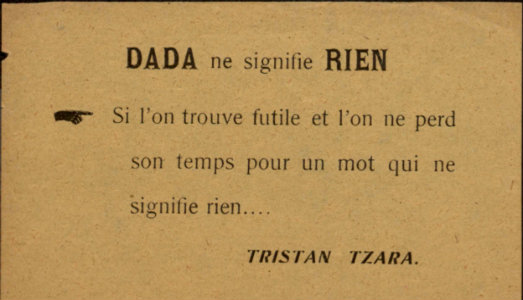 DADA ne signifie RIEN
Si l'on trouve futile et l'on ne perd
son temps pour un mot qui ne
signifie rien....
TRISTAN TZARA.